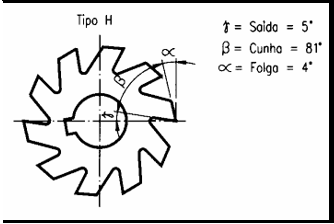 Tipo H
γ = Saída = 5°
β = Cunha = 81°
∝ = Folga = 4°
∝
β
γ